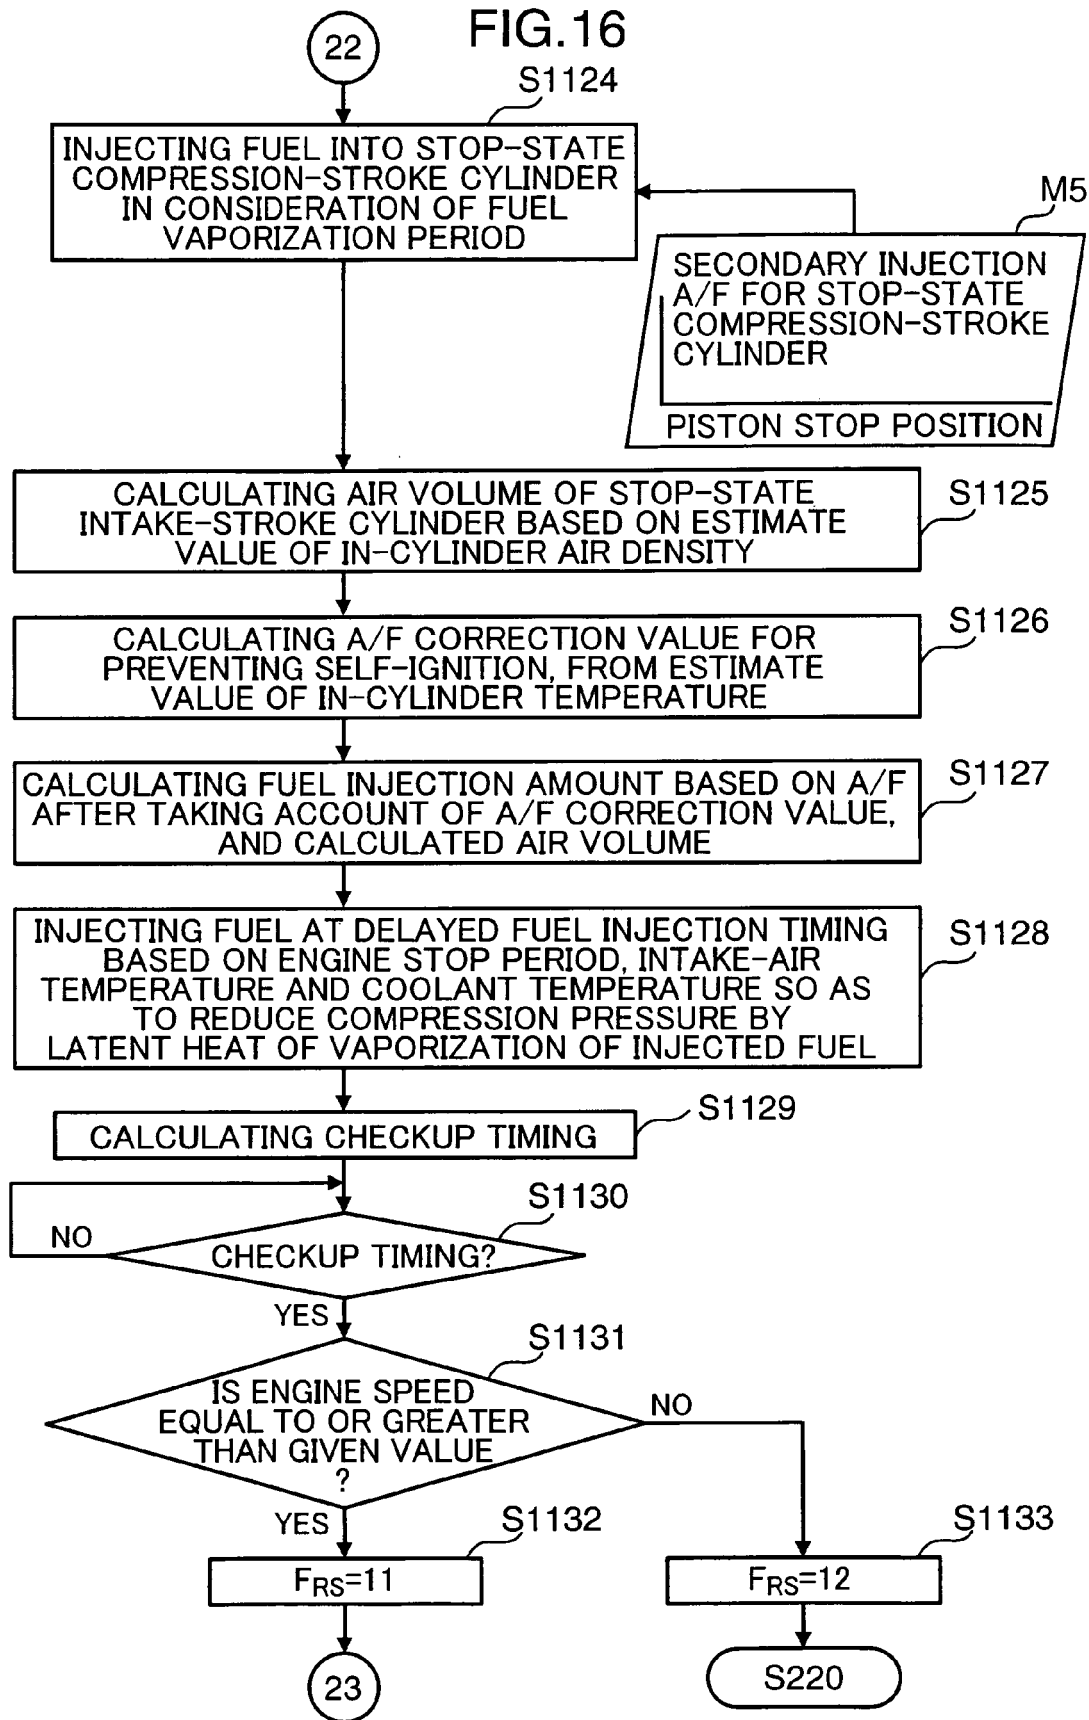 FIG.16
22
S1124
INJECTING FUEL INTO STOP-STATE
COMPRESSION-STROKE CYLINDER
IN CONSIDERATION OF FUEL
VAPORIZATION PERIOD
M5
SECONDARY INJECTION
A/F FOR STOP-STATE
COMPRESSION-STROKE
CYLINDER
PISTON STOP POSITION
CALCULATING AIR VOLUME OF STOP-STATE
INTAKE-STROKE CYLINDER BASED ON ESTIMATE
VALUE OF IN-CYLINDER AIR DENSITY
S1125
CALCULATING A/F CORRECTION VALUE FOR
PREVENTING SELF-IGNITION, FROM ESTIMATE
VALUE OF IN-CYLINDER TEMPERATURE
S1126
CALCULATING FUEL INJECTION AMOUNT BASED ON A/F
AFTER TAKING ACCOUNT OF A/F CORRECTION VALUE,
AND CALCULATED AIR VOLUME
S1127
INJECTING FUEL AT DELAYED FUEL INJECTION TIMING
BASED ON ENGINE STOP PERIOD, INTAKE-AIR
TEMPERATURE AND COOLANT TEMPERATURE SO AS
TO REDUCE COMPRESSION PRESSURE BY
LATENT HEAT OF VAPORIZATION OF INJECTED FUEL
S1128
CALCULATING CHECKUP TIMING
S1129
S1130
NO
CHECKUP TIMING?
YES
S1131
IS ENGINE SPEED
EQUAL TO OR GREATER
THAN GIVEN VALUE
?
NO
YES
S1132
FRS=11
S1133
FRS=12
23
S220